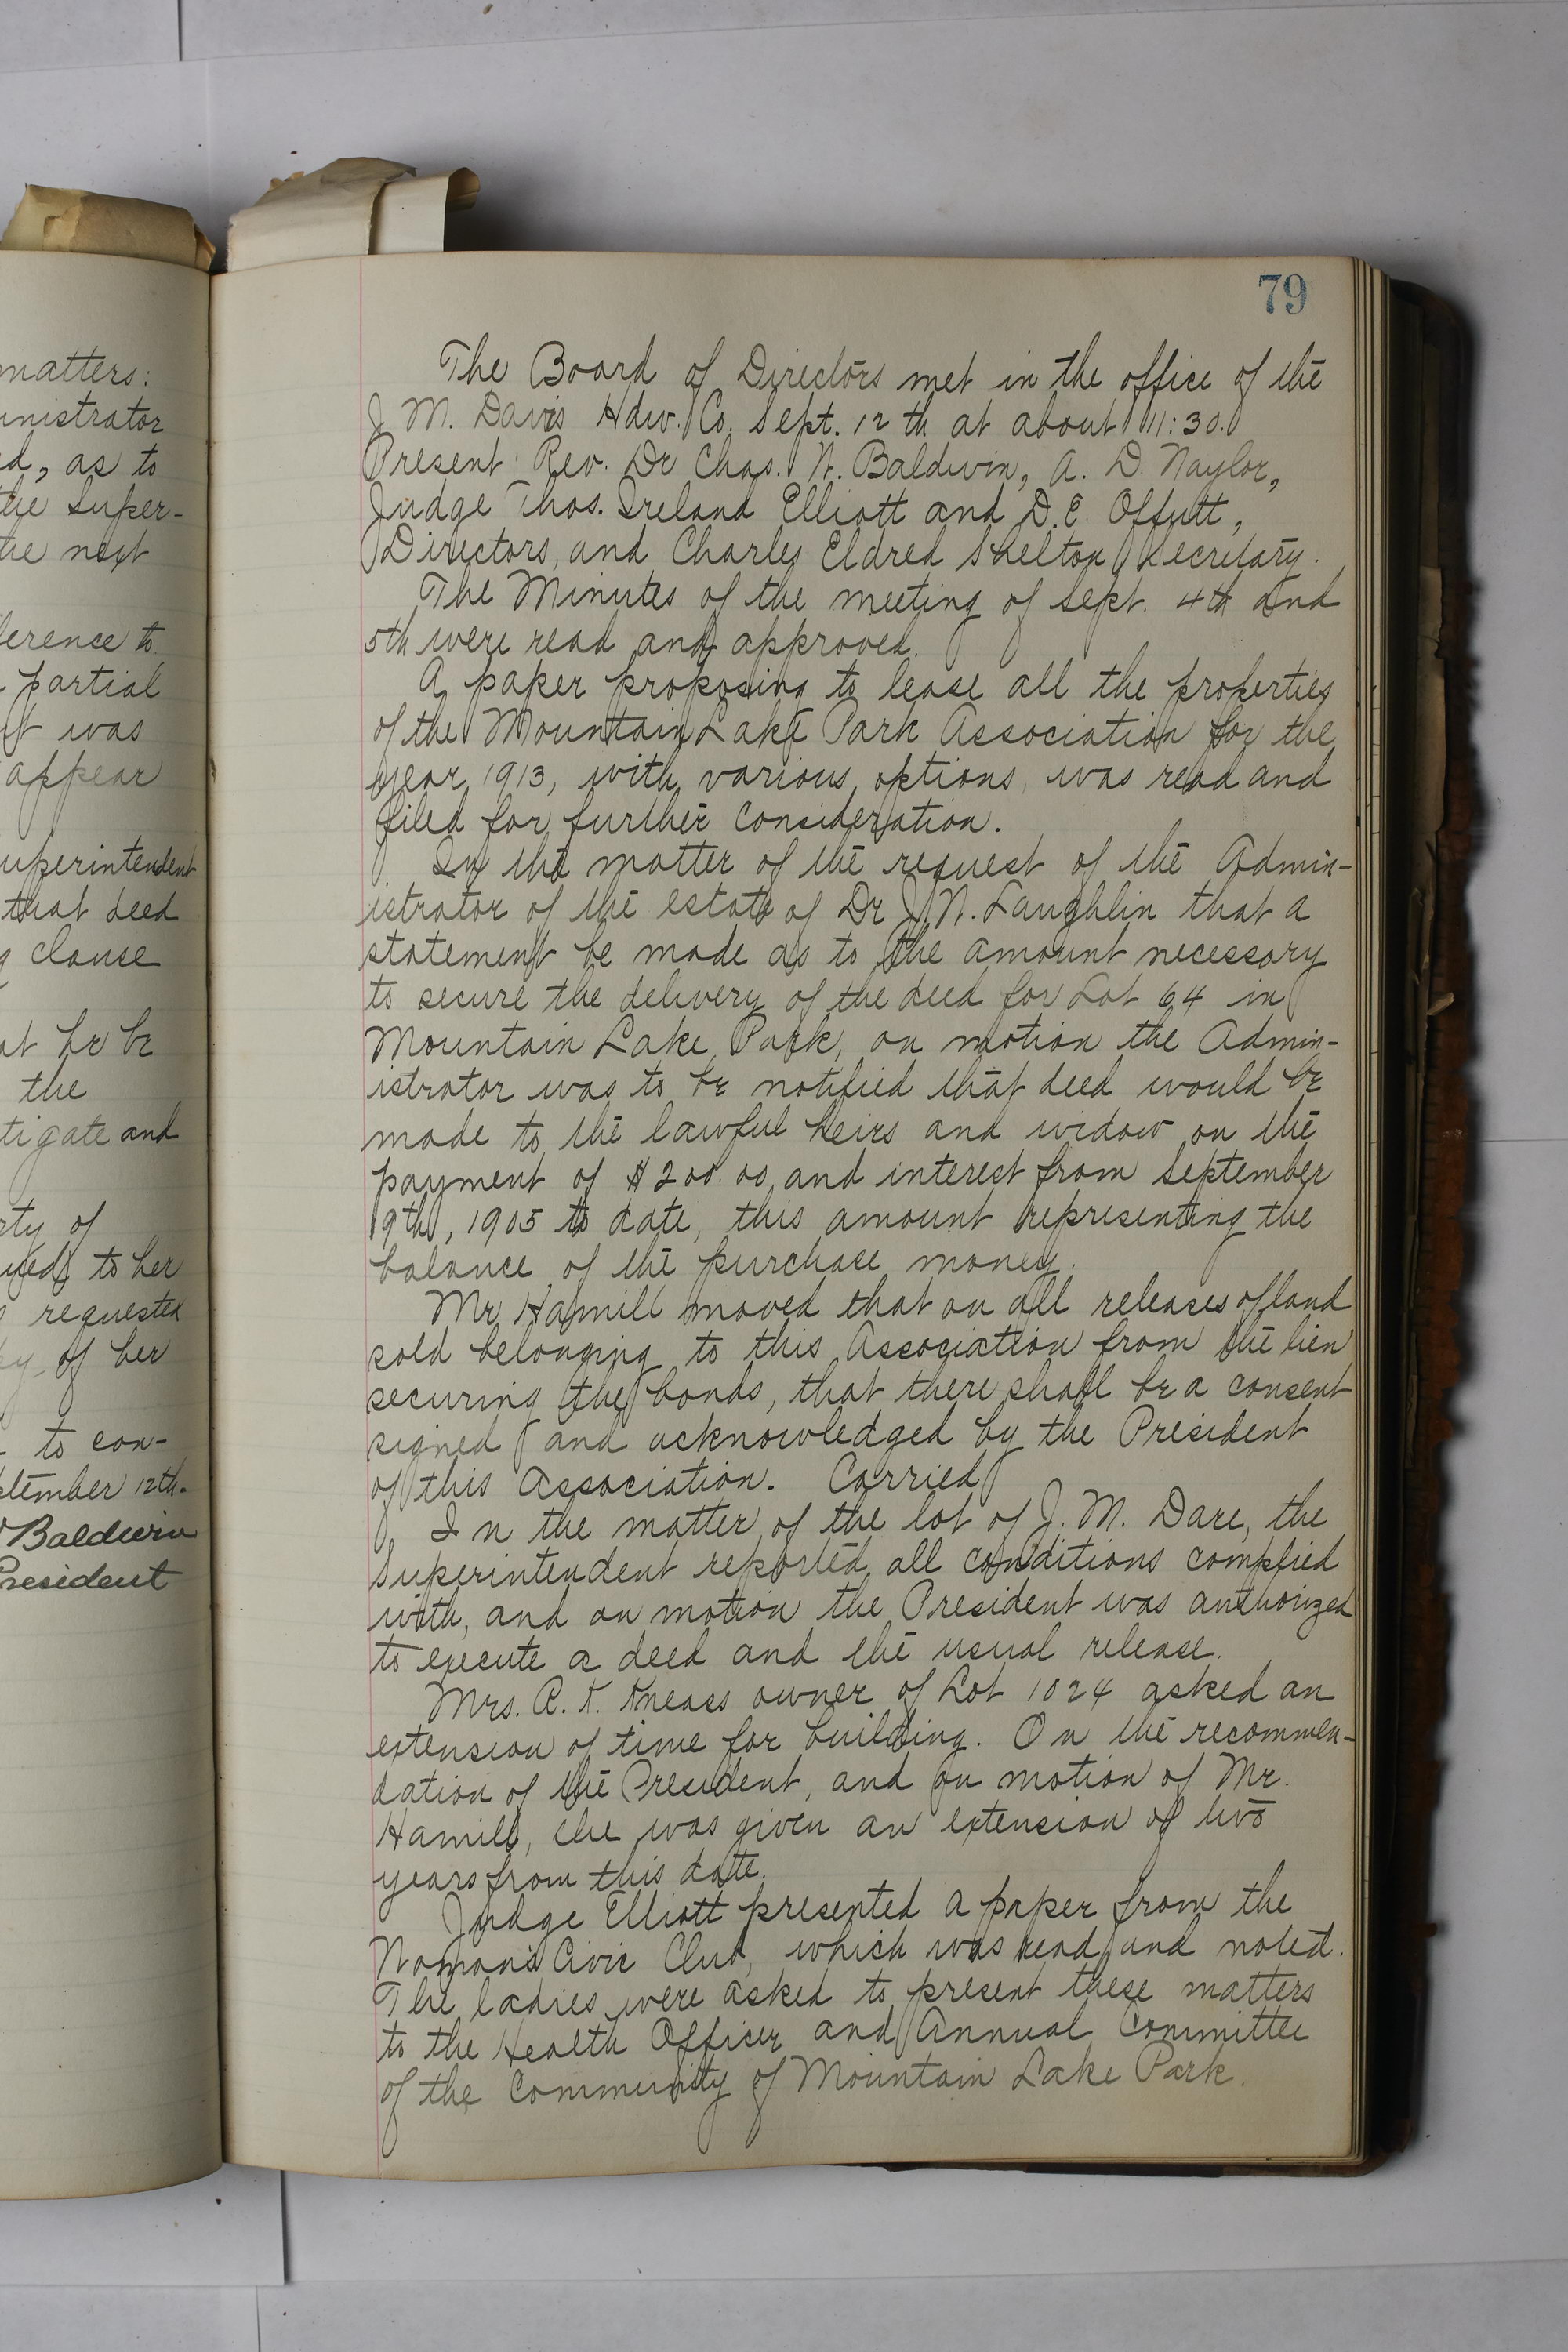 matters:
inistrator
ed, as to
the Super-
the next
ference to
partial
it was
appear
uperintendent
that deed
g clause
at he be
the
tigate and
rty of
to her
requested
of her
to con-
ptember 12th.
Baldwin
President
79
The Board of Directors met in the office of the
J. M. Davis Hdw. Co. Sept. 12th at about 11:30.
Present Rev. Dr Chas. W. Baldwin, A. D. Naylor,
Judge Thos. Ireland Elliott and D. E. Offutt,
Directors, and Charles Eldred Shelton Secretary.
The Minutes of the meeting of Sept. 4th and
5th were read and approved.
A paper proposing to lease all the properties
of the Mountain Lake Park Association for the
year 1913, with various options, was read and
filed for further consideration.
In the matter of the request of the Admin-
istrator of the estate of Dr J. N. Laughlin that a
statement be made as to the amount necessary
to secure the delivery of the deed for Lot 64 in
Mountain Lake Park, on motion the Admin-
istrator was to be notified that deed would be
made to the lawful heirs and widow on the
payment of $200.00 and interest from September
19th, 1905 to date, this amount representing the
balance of the purchase money.
Mr Hamill moved that on all releases of land
sold belonging to this Association from the lien
securing the bonds, that there shall be a consent
signed and acknowledged by the President
of this Association. Carried
In the matter of the lot of J. M. Dare, the
Superintendent reported all conditions complied
with, and on motion the President was authorized
to execute a deed and the usual release.
Mrs. R. K. Kneass owner of Lot 1024 asked an
extension of time for building. On the recommen-
dation of the President, and on motion of Mr.
Hamill, she was given an extension of two
years from this date.
Judge Elliott presented a paper from the
Woman's Civic Club, which was read and noted.
The ladies were asked to present these matters
to the Health Officer and Annual Committee
of the Community of Mountain Lake Park.